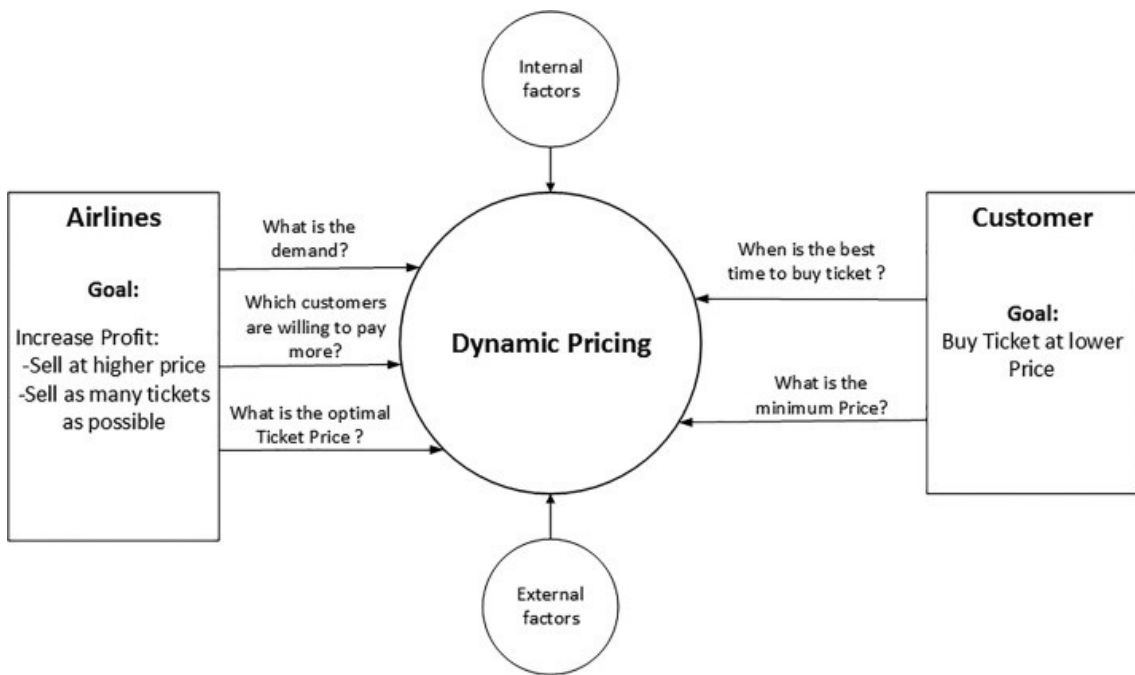 Internal
factors
Airlines
Goal:
Increase Profit:
-Sell at higher price
-Sell as many tickets
as possible
What is the
demand?
Which customers
are willing to pay
more?
What is the optimal
Ticket Price ?
Dynamic Pricing
When is the best
time to buy ticket ?
What is the
minimum Price?
Customer
Goal:
Buy Ticket at lower
Price
External
factors